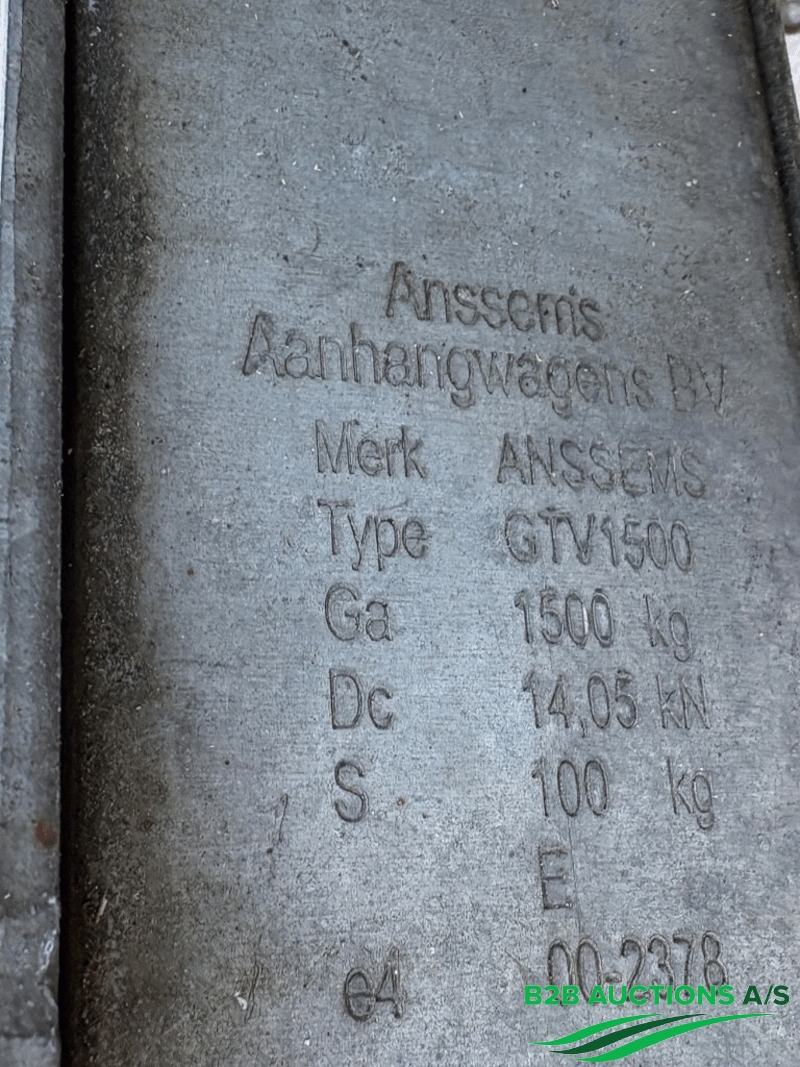 Anssems
Aanhangwagens BV
Merk ANSSEMS
Type GTV1500
Ga 1500 kg
Dc 14,05 kN
S 100 kg
E
e4 00-2378
B2B AUCTIONS A/S